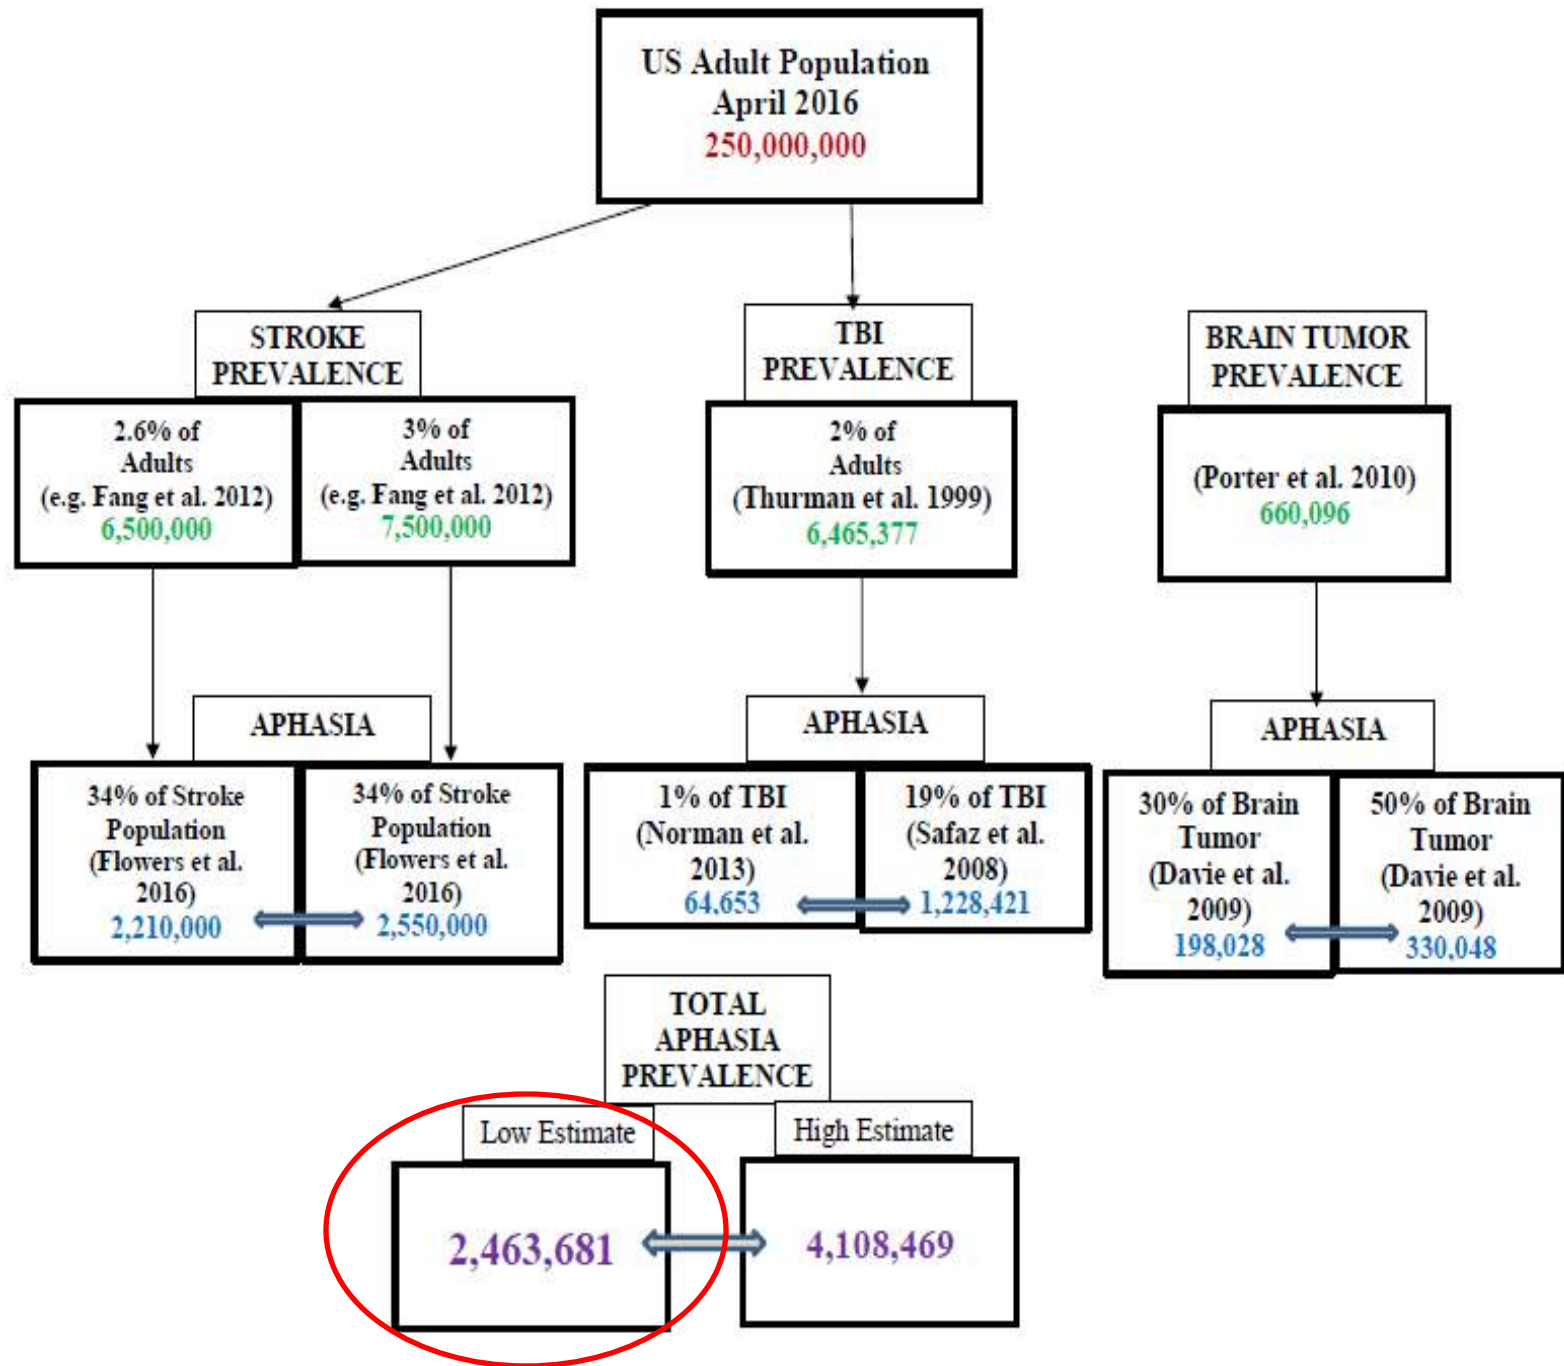 US Adult Population
April 2016
250,000,000
STROKE
PREVALENCE
2.6% of
Adults
(e.g. Fang et al. 2012)
6,500,000
3% of
Adults
(e.g. Fang et al. 2012)
7,500,000
TBI
PREVALENCE
2% of
Adults
(Thurman et al. 1999)
6,465,377
BRAIN TUMOR
PREVALENCE
(Porter et al. 2010)
660,096
APHASIA
34% of Stroke
Population
(Flowers et al.
2016)
2,210,000
34% of Stroke
Population
(Flowers et al.
2016)
2,550,000
APHASIA
1% of TBI
(Norman et al.
2013)
64,653
19% of TBI
(Safaz et al.
2008)
1,228,421
APHASIA
30% of Brain
Tumor
(Davie et al.
2009)
198,028
50% of Brain
Tumor
(Davie et al.
2009)
330,048
TOTAL
APHASIA
PREVALENCE
Low Estimate
2,463,681
High Estimate
4,108,469